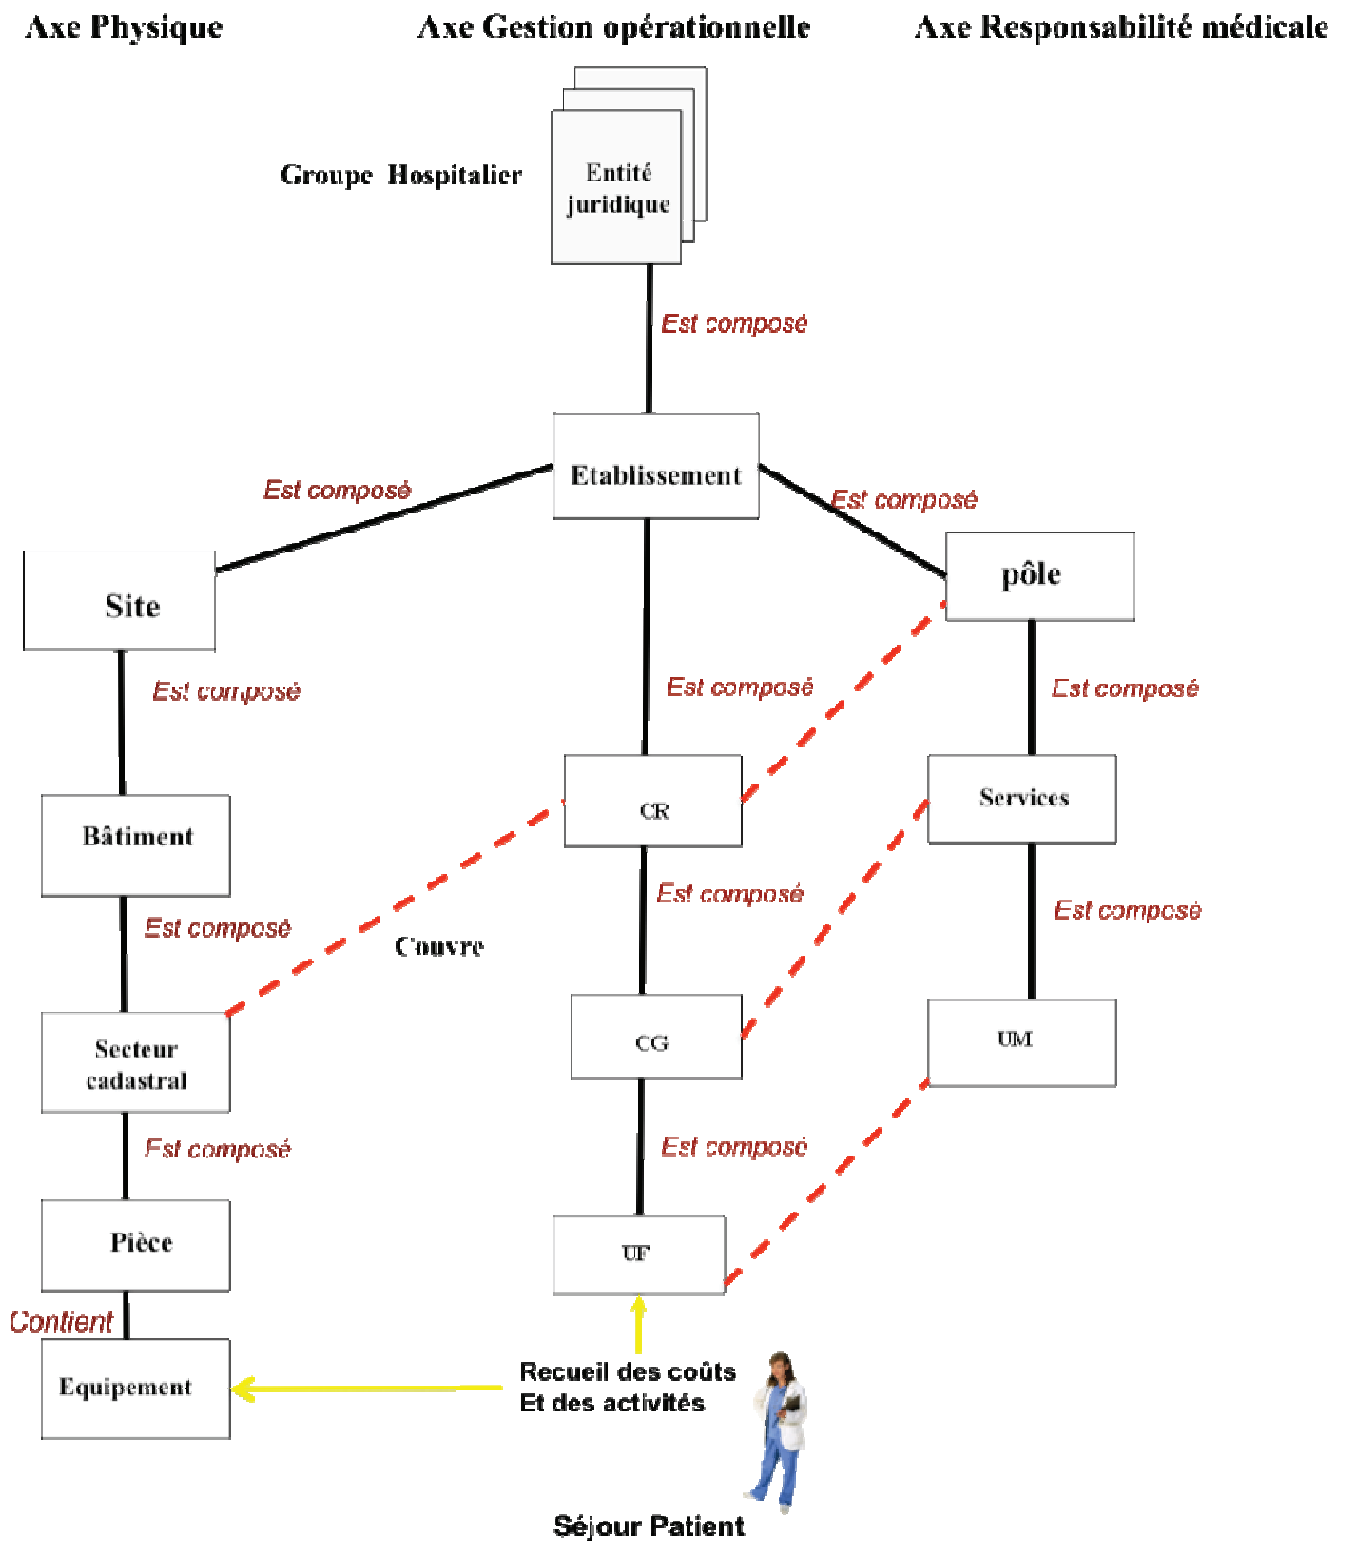 Axe Physique
Axe Gestion opérationnelle
Axe Responsabilité médicale
Groupe Hospitalier
Entité
juridique
Est composé
Etablissement
Est composé
Est composé
Site
pôle
Est composé
Est composé
Est composé
Bâtiment
CR
Services
Est composé
Est composé
Est composé
Couvre
Secteur
cadastral
CG
UM
Est composé
Est composé
Pièce
UF
Contient
Equipement
Recueil des coûts
Et des activités
Séjour Patient